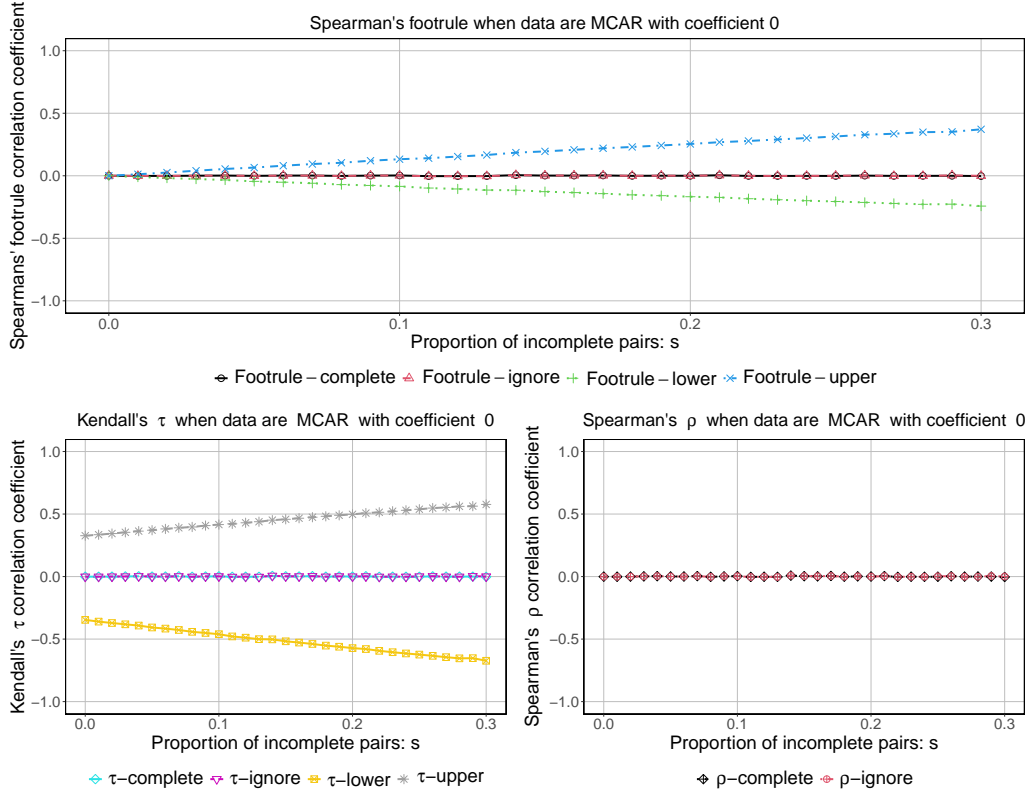 Spearman's footrule when data are MCAR with coefficient 0
Spearmans' footrule correlation coefficient
1.0
0.5
0.0
−0.5
−1.0
0.0 0.1 0.2 0.3
Proportion of incomplete pairs: s
Footrule − complete Footrule − ignore Footrule − lower Footrule − upper
Kendall's τ when data are MCAR with coefficient 0
Kendall's τ correlation coefficient
1.0
0.5
0.0
−0.5
−1.0
0.0 0.1 0.2 0.3
Proportion of incomplete pairs: s
τ−complete τ−ignore τ−lower τ−upper
Spearman's ρ when data are MCAR with coefficient 0
Spearman's ρ correlation coefficient
1.0
0.5
0.0
−0.5
−1.0
0.0 0.1 0.2 0.3
Proportion of incomplete pairs: s
ρ−complete ρ−ignore